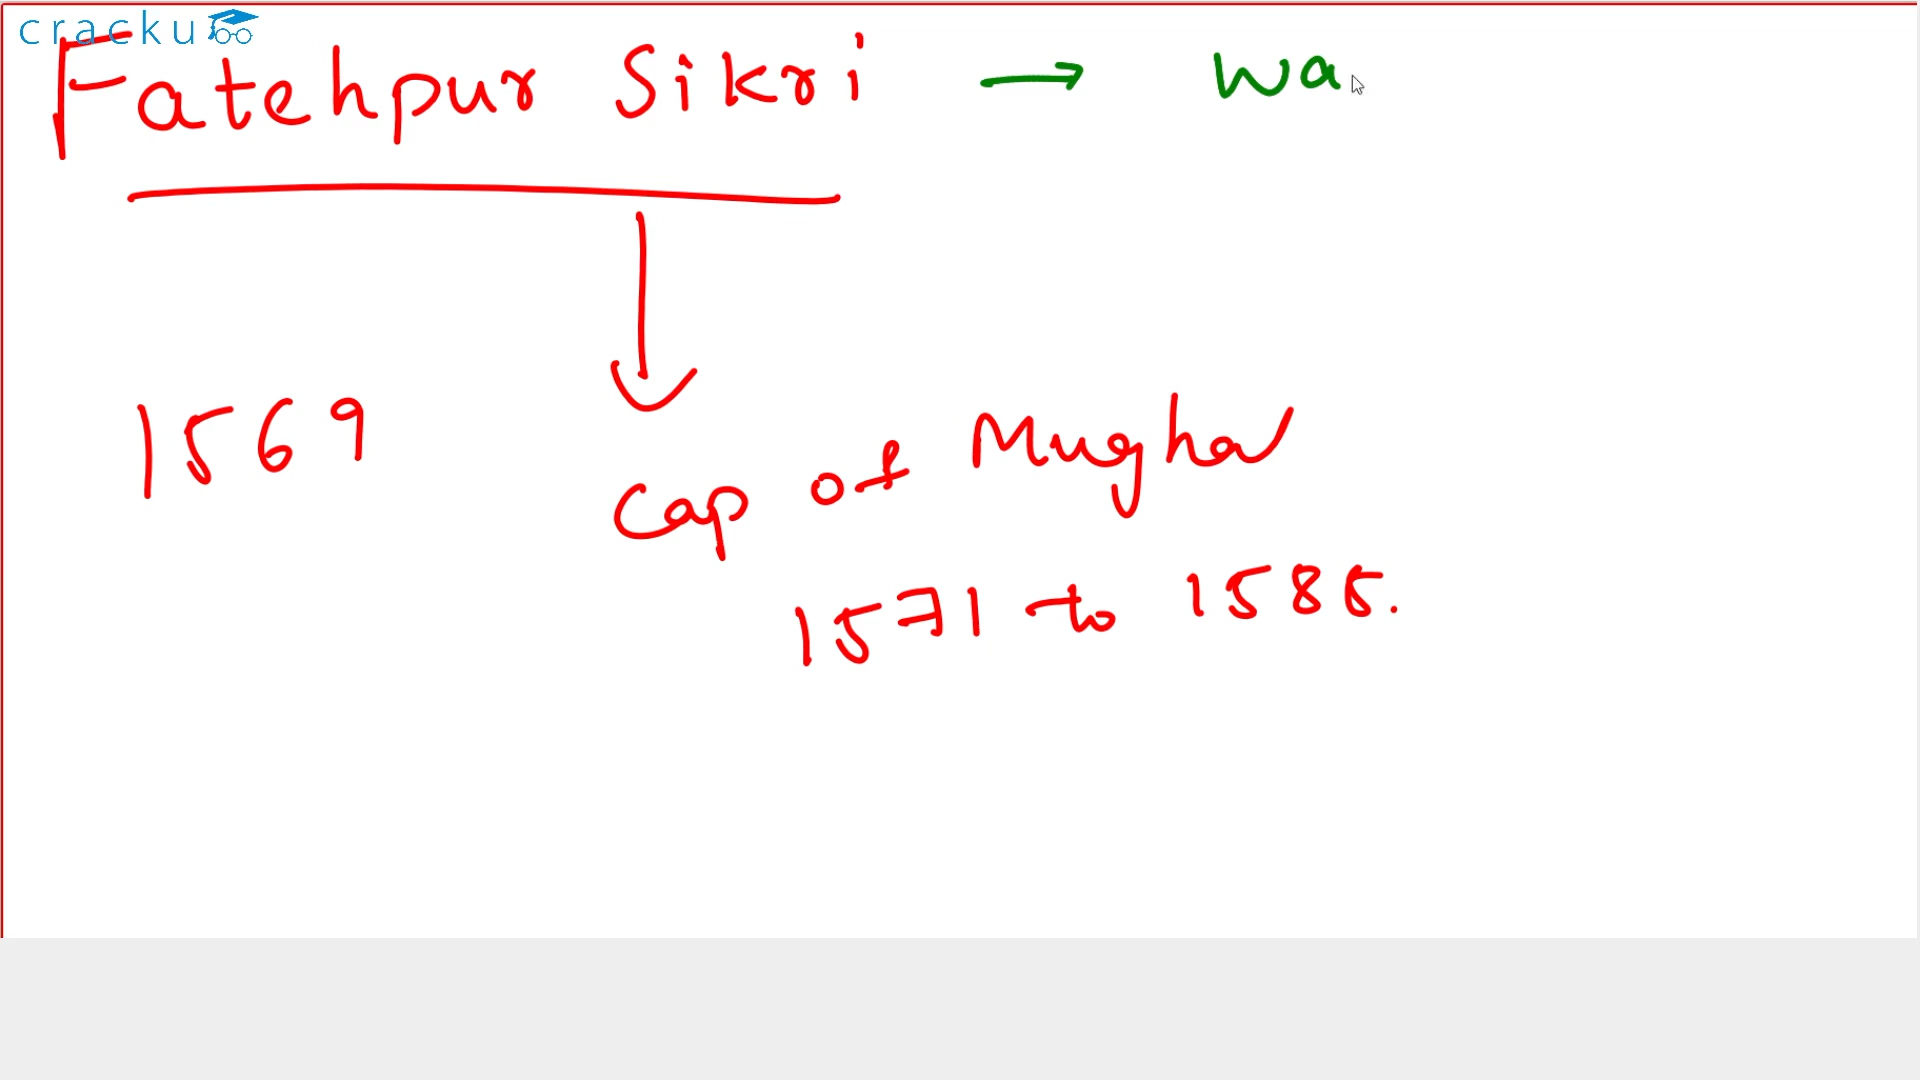 cracku
Fatehpur Sikri → wa
1569
Cap of Mughal
1571 to 1585.